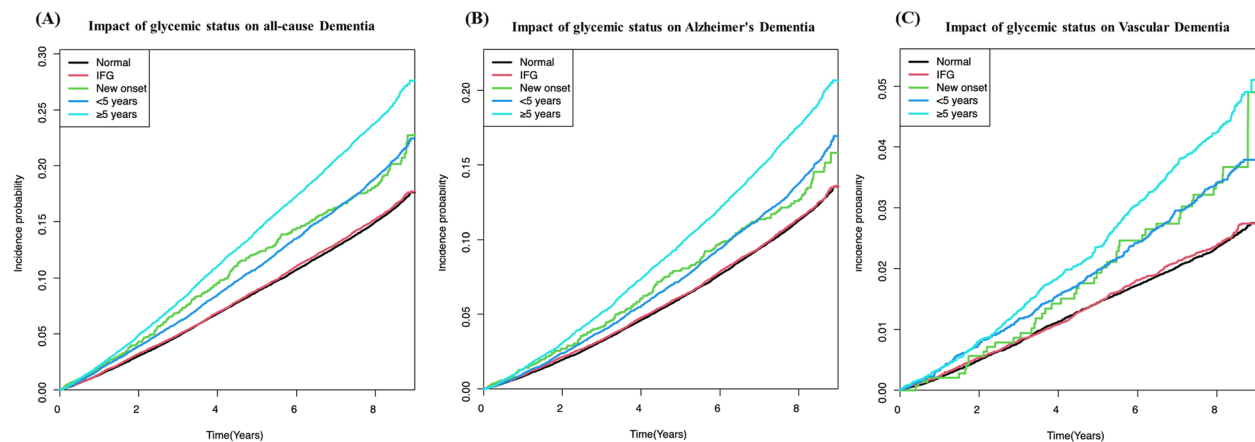 (A)
Impact of glycemic status on all-cause Dementia
Normal
IFG
New onset
<5 years
≥5 years
Incidence probability
0.30
0.25
0.20
0.15
0.10
0.05
0.00
0 2 4 6 8
Time(Years)
(B)
Impact of glycemic status on Alzheimer's Dementia
Normal
IFG
New onset
<5 years
≥5 years
Incidence probability
0.20
0.15
0.10
0.05
0.00
0 2 4 6 8
Time(Years)
(C)
Impact of glycemic status on Vascular Dementia
Normal
IFG
New onset
<5 years
≥5 years
Incidence probability
0.05
0.04
0.03
0.02
0.01
0.00
0 2 4 6 8
Time(Years)